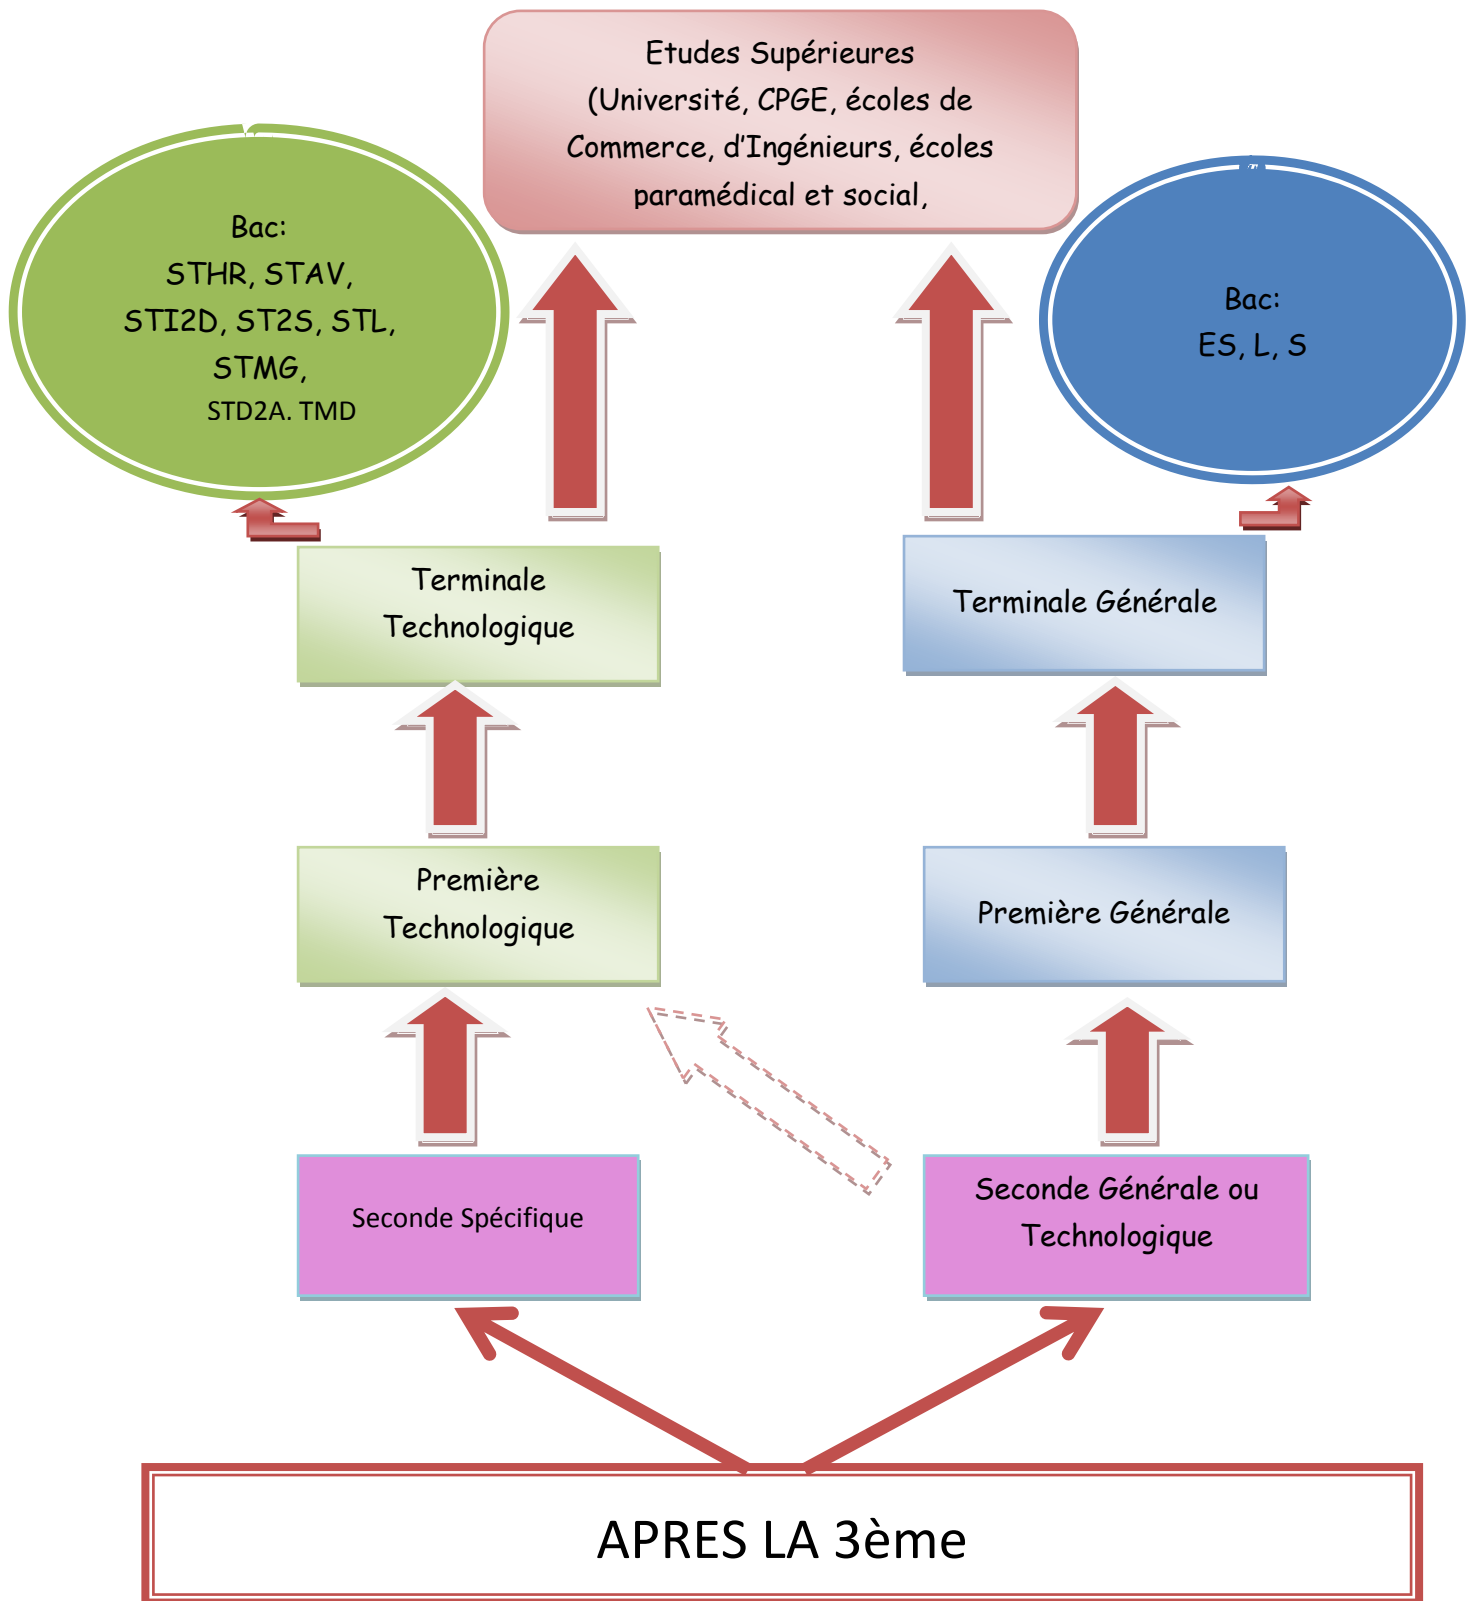 Etudes Supérieures
(Université, CPGE, écoles de
Commerce, d'Ingénieurs, écoles
paramédical et social,
Bac:
STHR, STAV,
STI2D, ST2S, STL,
STMG,
STD2A. TMD
Bac:
ES, L, S
Terminale
Technologique
Terminale Générale
Première
Technologique
Première Générale
Seconde Spécifique
Seconde Générale ou
Technologique
APRES LA 3ème